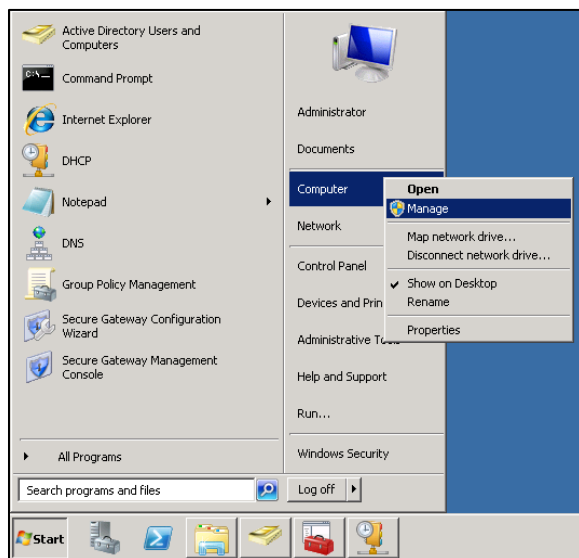 Active Directory Users and
Computers
Command Prompt
Internet Explorer
DHCP
Notepad
DNS
Group Policy Management
Secure Gateway Configuration
Wizard
Secure Gateway Management
Console
All Programs
Search programs and files
Administrator
Documents
Computer
Network
Control Panel
Devices and Prin
Administrative Tools
Help and Support
Run...
Windows Security
Log off
Open
Manage
Map network drive...
Disconnect network drive...
Show on Desktop
Rename
Properties
Start